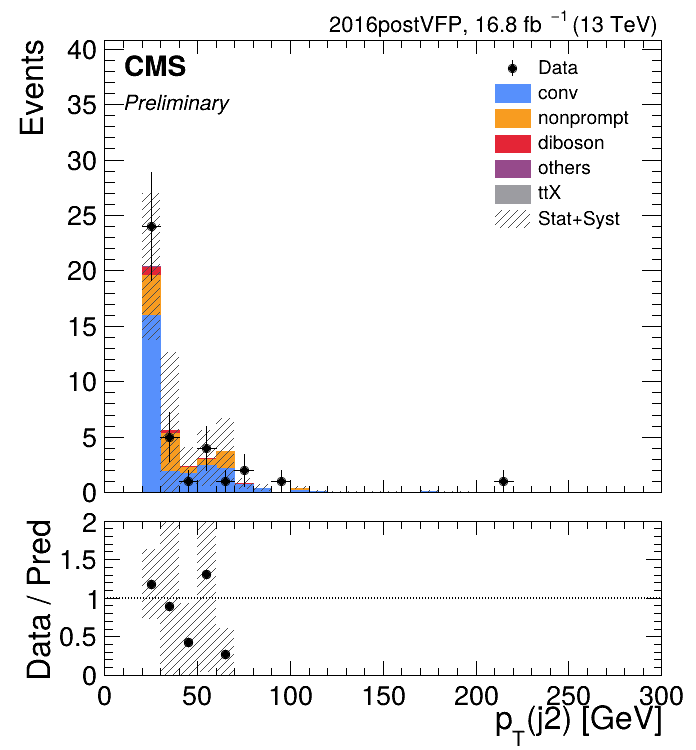 2016postVFP, 16.8 fb⁻¹ (13 TeV)
Events
40
35
30
25
20
15
10
5
0
CMS
Preliminary
Data
conv
nonprompt
diboson
others
ttX
Stat+Syst
Data / Pred
2
1.5
1
0.5
0
0 50 100 150 200 250 300
p_T(j2) [GeV]